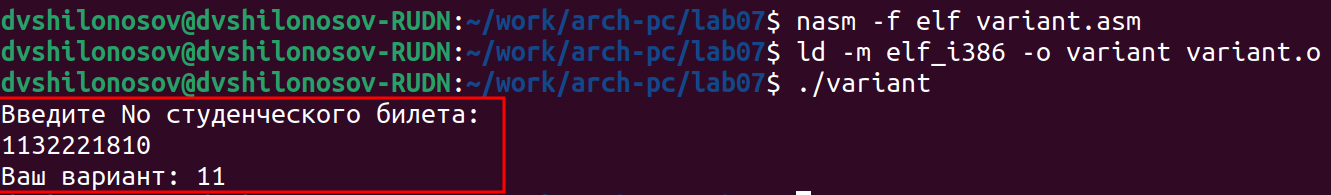 dvshilonosov@dvshilonosov-RUDN:~/work/arch-pc/lab07$ nasm -f elf variant.asm
dvshilonosov@dvshilonosov-RUDN:~/work/arch-pc/lab07$ ld -m elf_i386 -o variant variant.o
dvshilonosov@dvshilonosov-RUDN:~/work/arch-pc/lab07$ ./variant
Введите No студенческого билета:
1132221810
Ваш вариант: 11